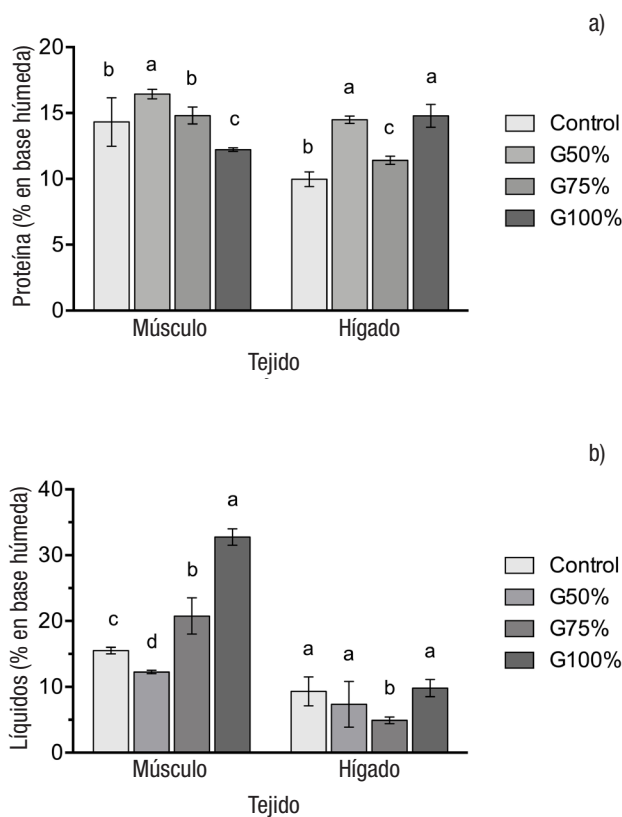 a)
Proteína (% en base húmeda)
20
15
10
5
0
b a b c
b a c a
Músculo Hígado
Tejido
Control
G50%
G75%
G100%
b)
Líquidos (% en base húmeda)
40
30
20
10
0
c d b a
a a b a
Músculo Hígado
Tejido
Control
G50%
G75%
G100%